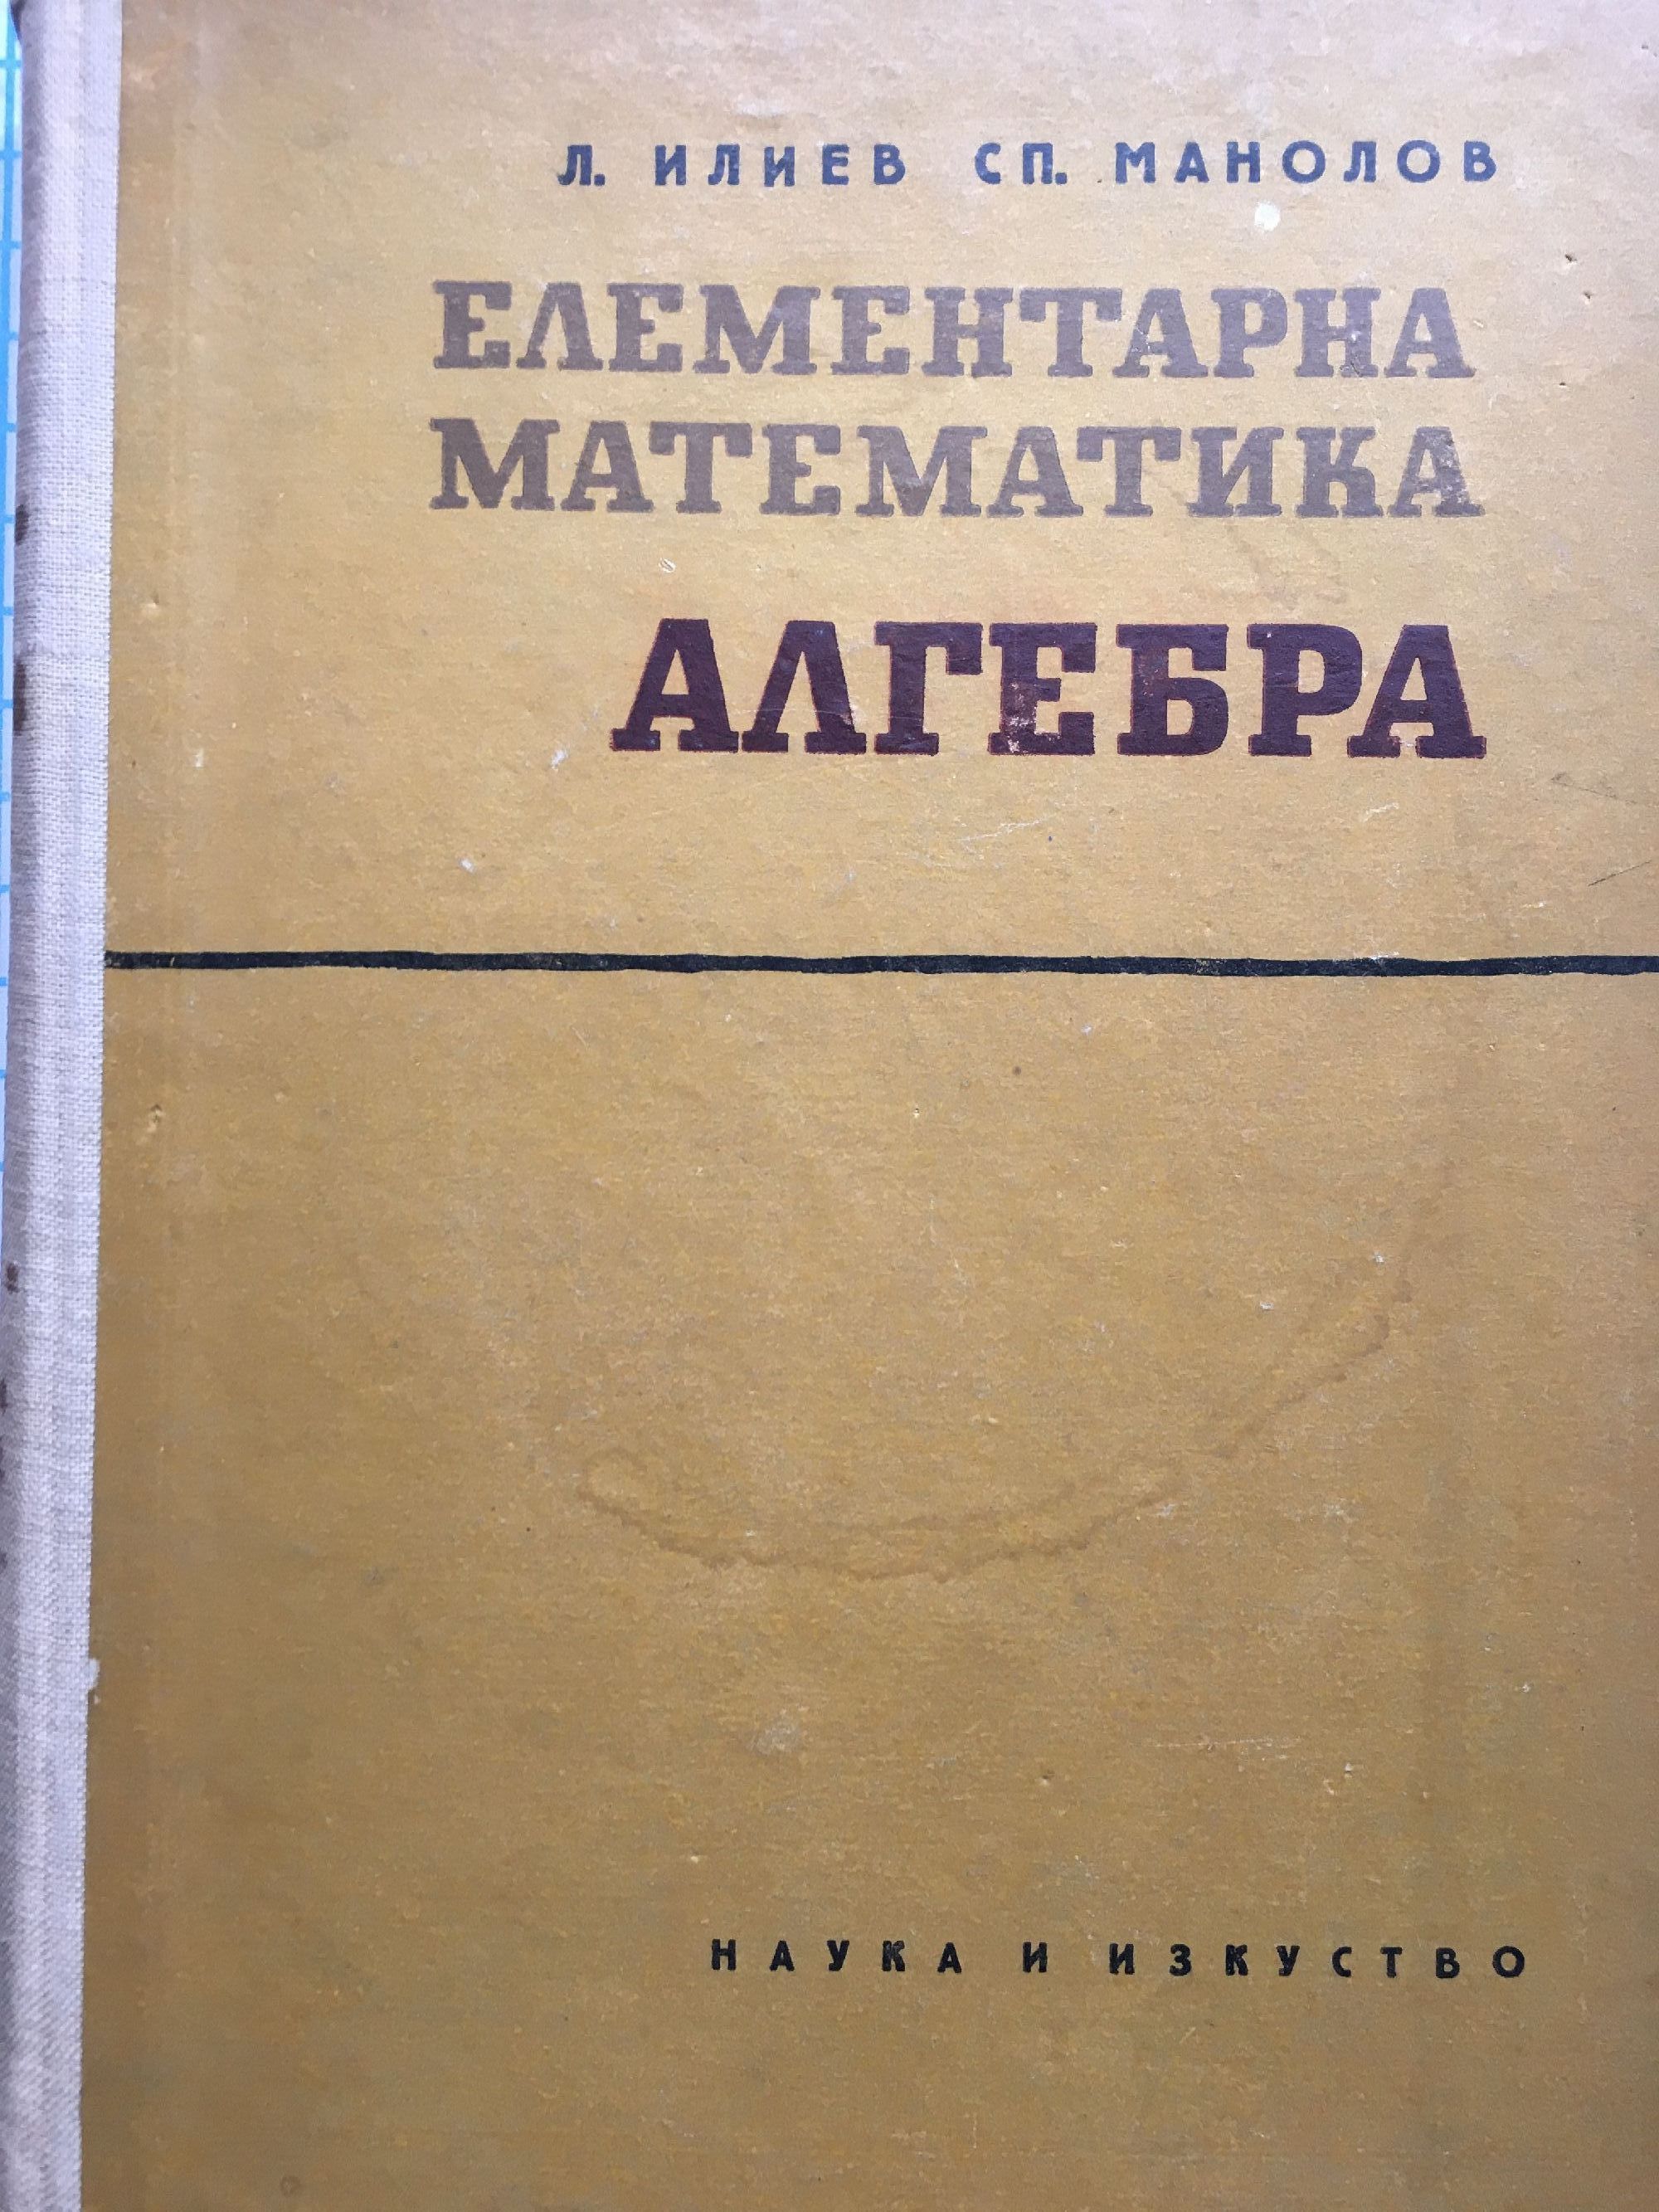 Л. ИЛИЕВ СП. МАНОЛОВ
ЕЛЕМЕНТАРНА
МАТЕМАТИКА
АЛГЕБРА
НАУКА И ИЗКУСТВО